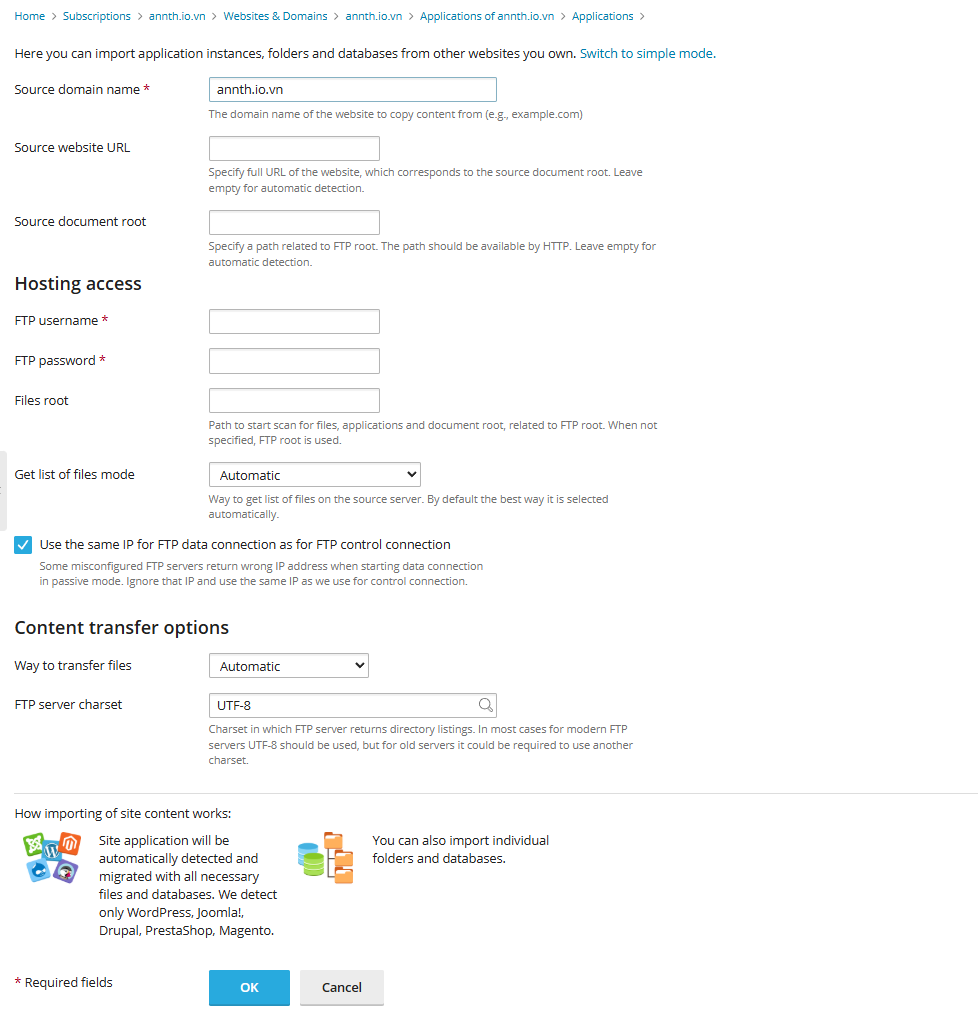 Home > Subscriptions > annth.io.vn > Websites & Domains > annth.io.vn > Applications of annth.io.vn > Applications >
Here you can import application instances, folders and databases from other websites you own. Switch to simple mode.
Source domain name *
annth.io.vn
The domain name of the website to copy content from (e.g., example.com)
Source website URL
Specify full URL of the website, which corresponds to the source document root. Leave
empty for automatic detection.
Source document root
Specify a path related to FTP root. The path should be available by HTTP. Leave empty for
automatic detection.
Hosting access
FTP username *
FTP password *
Files root
Path to start scan for files, applications and document root, related to FTP root. When not
specified, FTP root is used.
Get list of files mode
Automatic
Way to get list of files on the source server. By default the best way it is selected
automatically.
Use the same IP for FTP data connection as for FTP control connection
Some misconfigured FTP servers return wrong IP address when starting data connection
in passive mode. Ignore that IP and use the same IP as we use for control connection.
Content transfer options
Way to transfer files
Automatic
FTP server charset
UTF-8
Charset in which FTP server returns directory listings. In most cases for modern FTP
servers UTF-8 should be used, but for old servers it could be required to use another
charset.
How importing of site content works:
Site application will be
automatically detected and
migrated with all necessary
files and databases. We detect
only WordPress, Joomla!,
Drupal, PrestaShop, Magento.
You can also import individual
folders and databases.
* Required fields
OK
Cancel